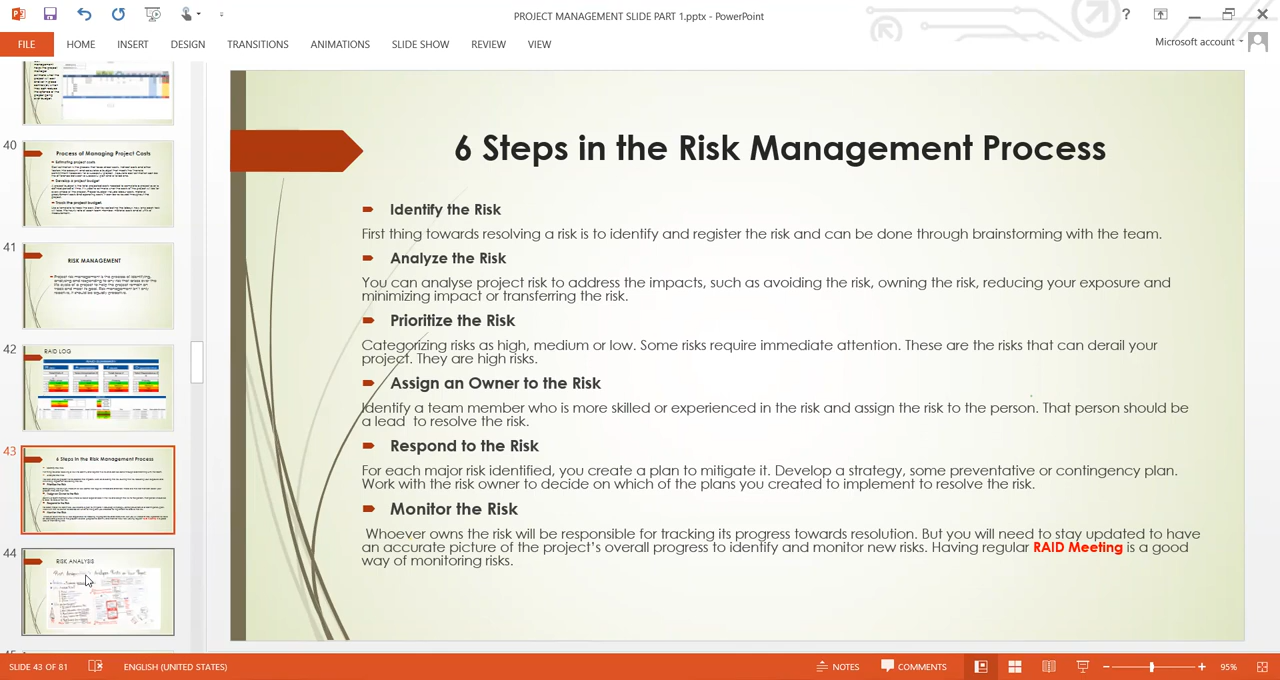 PROJECT MANAGEMENT SLIDE PART 1.pptx - PowerPoint
?
FILE HOME INSERT DESIGN TRANSITIONS ANIMATIONS SLIDE SHOW REVIEW VIEW
Microsoft account
40
Process of Managing Project Costs
41
RISK MANAGEMENT
42
RAID LOG
43
6 Steps in the Risk Management Process
44
RISK ANALYSIS
6 Steps in the Risk Management Process
Identify the Risk
First thing towards resolving a risk is to identify and register the risk and can be done through brainstorming with the team.
Analyze the Risk
You can analyse project risk to address the impacts, such as avoiding the risk, owning the risk, reducing your exposure and
minimizing impact or transferring the risk.
Prioritize the Risk
Categorizing risks as high, medium or low. Some risks require immediate attention. These are the risks that can derail your
project. They are high risks.
Assign an Owner to the Risk
Identify a team member who is more skilled or experienced in the risk and assign the risk to the person. That person should be
a lead to resolve the risk.
Respond to the Risk
For each major risk identified, you create a plan to mitigate it. Develop a strategy, some preventative or contingency plan.
Work with the risk owner to decide on which of the plans you created to implement to resolve the risk.
Monitor the Risk
Whoever owns the risk will be responsible for tracking its progress towards resolution. But you will need to stay updated to have
an accurate picture of the project's overall progress to identify and monitor new risks. Having regular RAID Meeting is a good
way of monitoring risks.
SLIDE 43 OF 81 ENGLISH (UNITED STATES) NOTES COMMENTS 95%